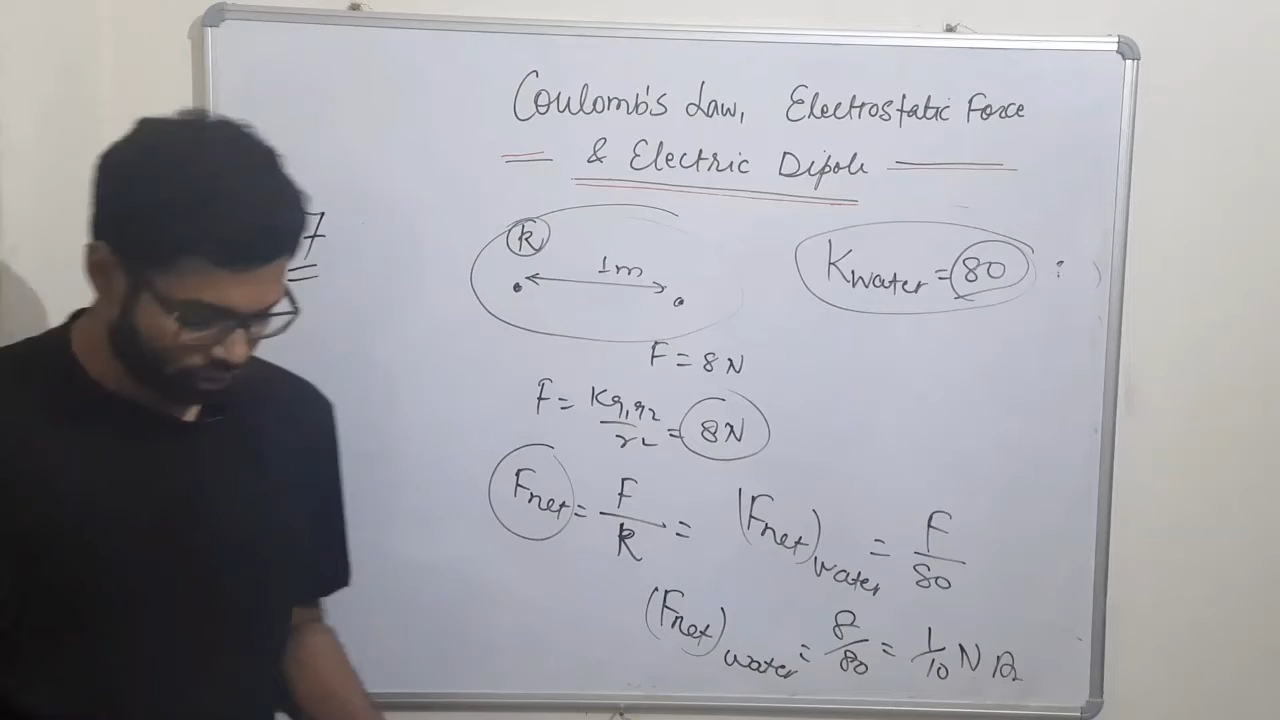 Coulomb's Law, Electrostatic Force
& Electric Dipole
7
K
1m
Kwater = 80 :
F = 8N
F = Kq1q2/r2 = 8N
Fnet = F/K = (Fnet)water = F/80
(Fnet)water = 8/80 = 1/10 N